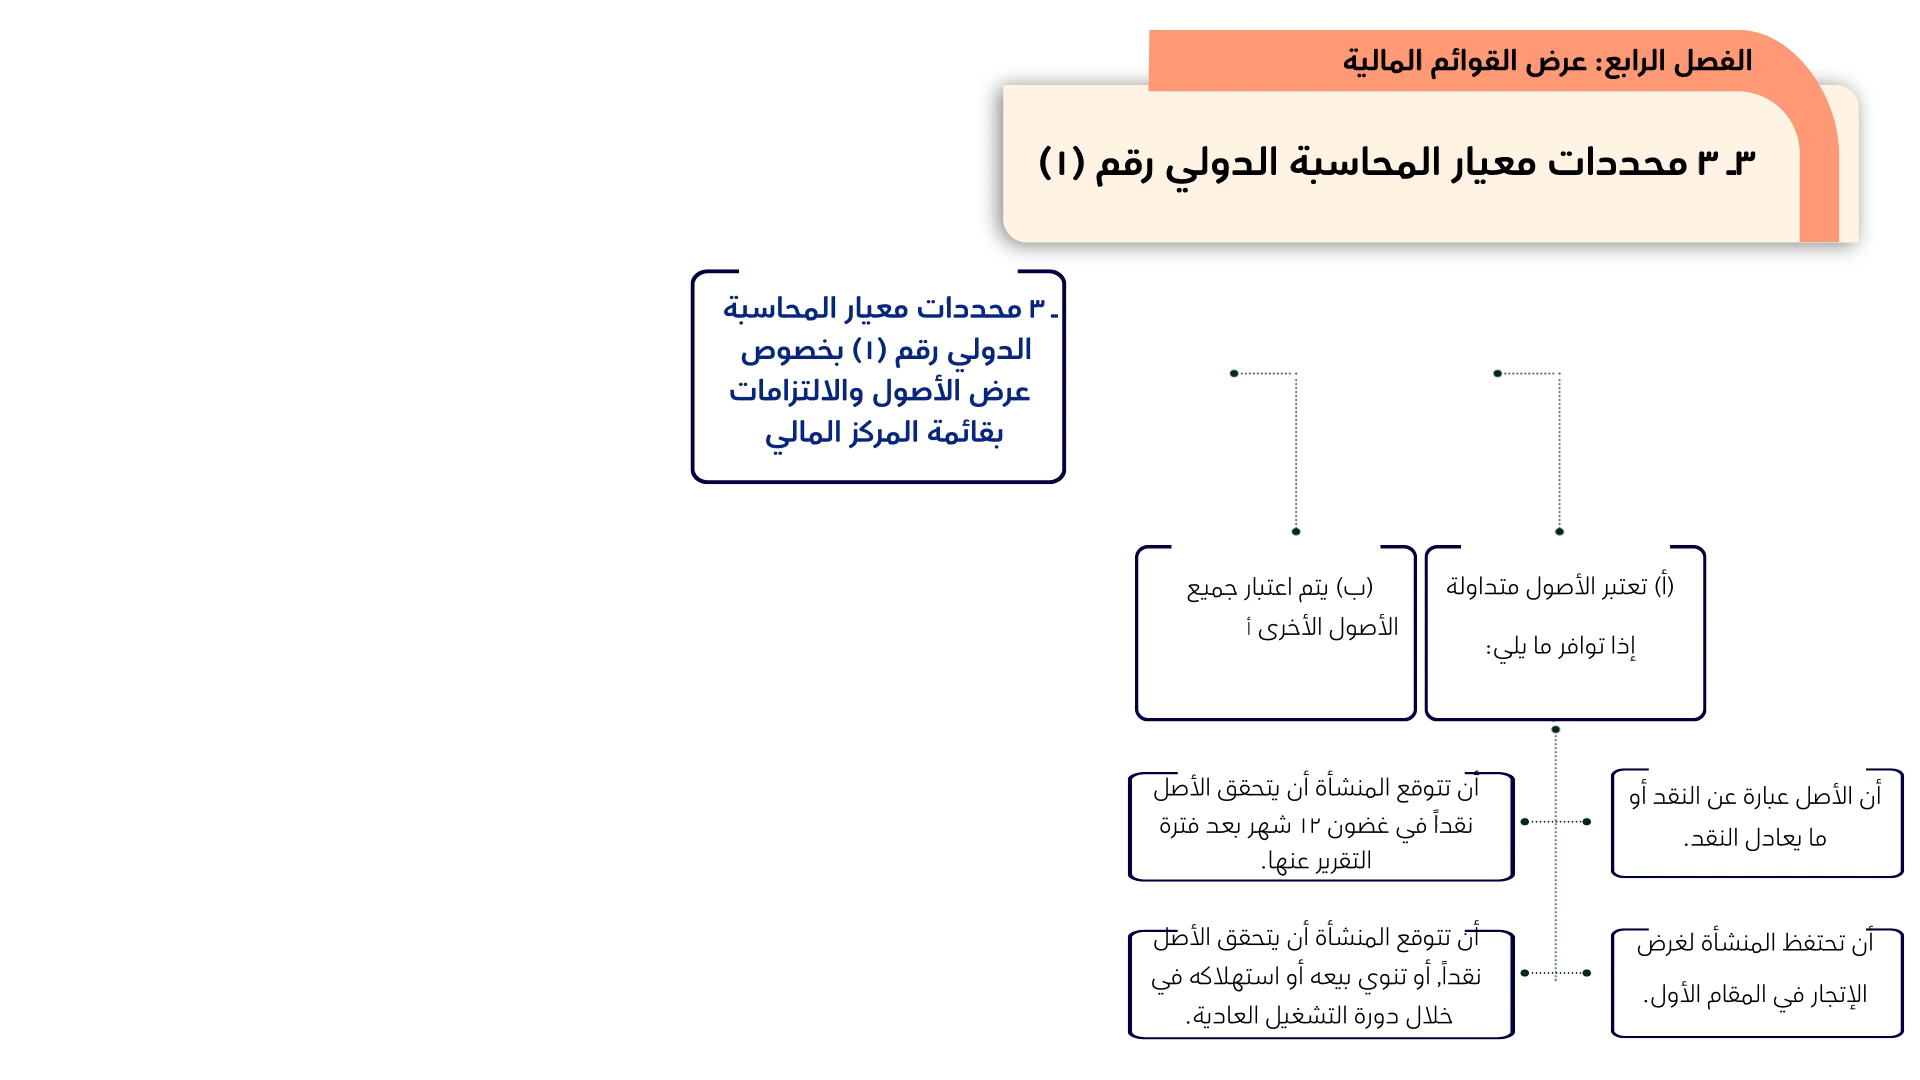 الفصل الرابع: عرض القوائم المالية
٣ـ٣ محددات معيار المحاسبة الدولي رقم (١)
ـ ٣ محددات معيار المحاسبة
الدولي رقم (١) بخصوص
عرض الأصول والالتزامات
بقائمة المركز المالي
(أ) تعتبر الأصول متداولة
إذا توافر ما يلي:
(ب) يتم اعتبار جميع
الأصول الأخرى أ
أن الأصل عبارة عن النقد أو
ما يعادل النقد.
أن تتوقع المنشأة أن يتحقق الأصل
نقداً في غضون ١٢ شهر بعد فترة
التقرير عنها.
أن تحتفظ المنشأة لغرض
الإتجار في المقام الأول.
أن تتوقع المنشأة أن يتحقق الأصل
نقداً, أو تنوي بيعه أو استهلاكه في
خلال دورة التشغيل العادية.